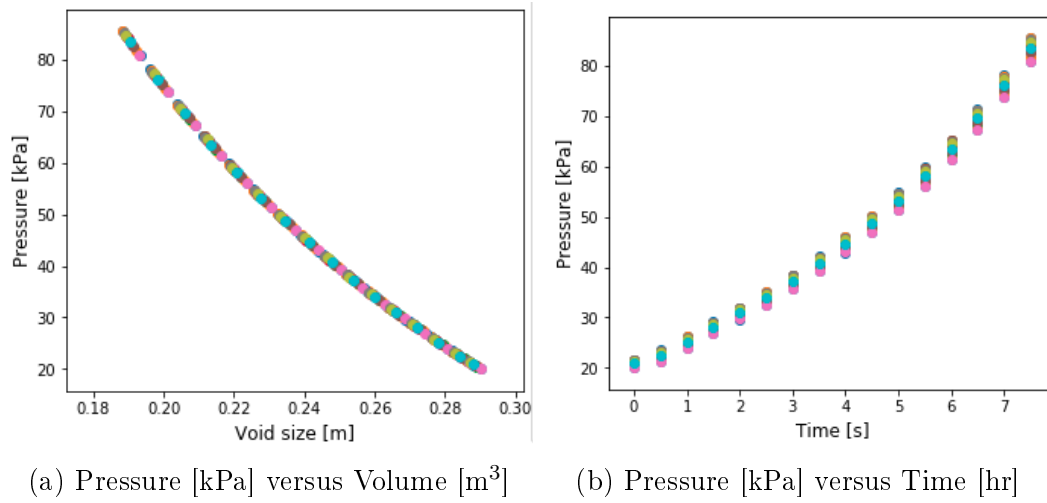 80
70
60
50
40
30
20
Pressure [kPa]
0.18 0.20 0.22 0.24 0.26 0.28 0.30
Void size [m]
80
70
60
50
40
30
20
Pressure [kPa]
0 1 2 3 4 5 6 7
Time [s]
(a) Pressure [kPa] versus Volume [m³]
(b) Pressure [kPa] versus Time [hr]